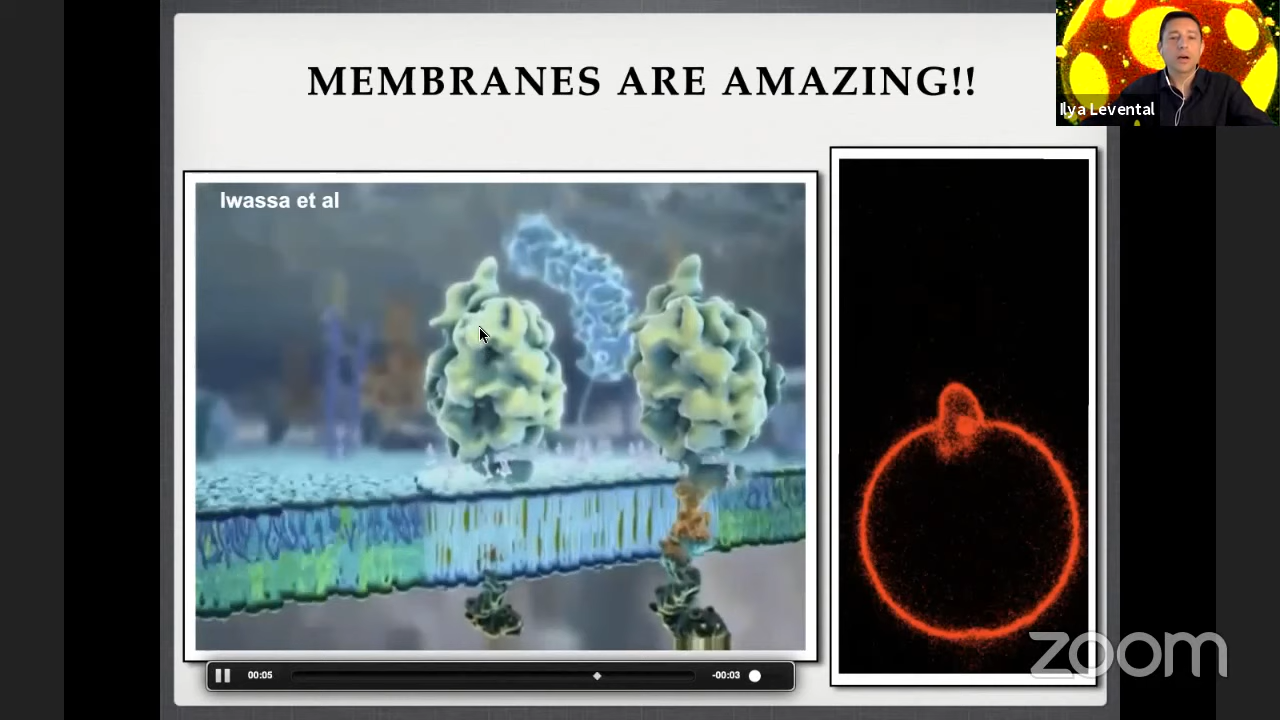 MEMBRANES ARE AMAZING!!
Ilya Levental
Iwassa et al
00:05
-00:03
zoom